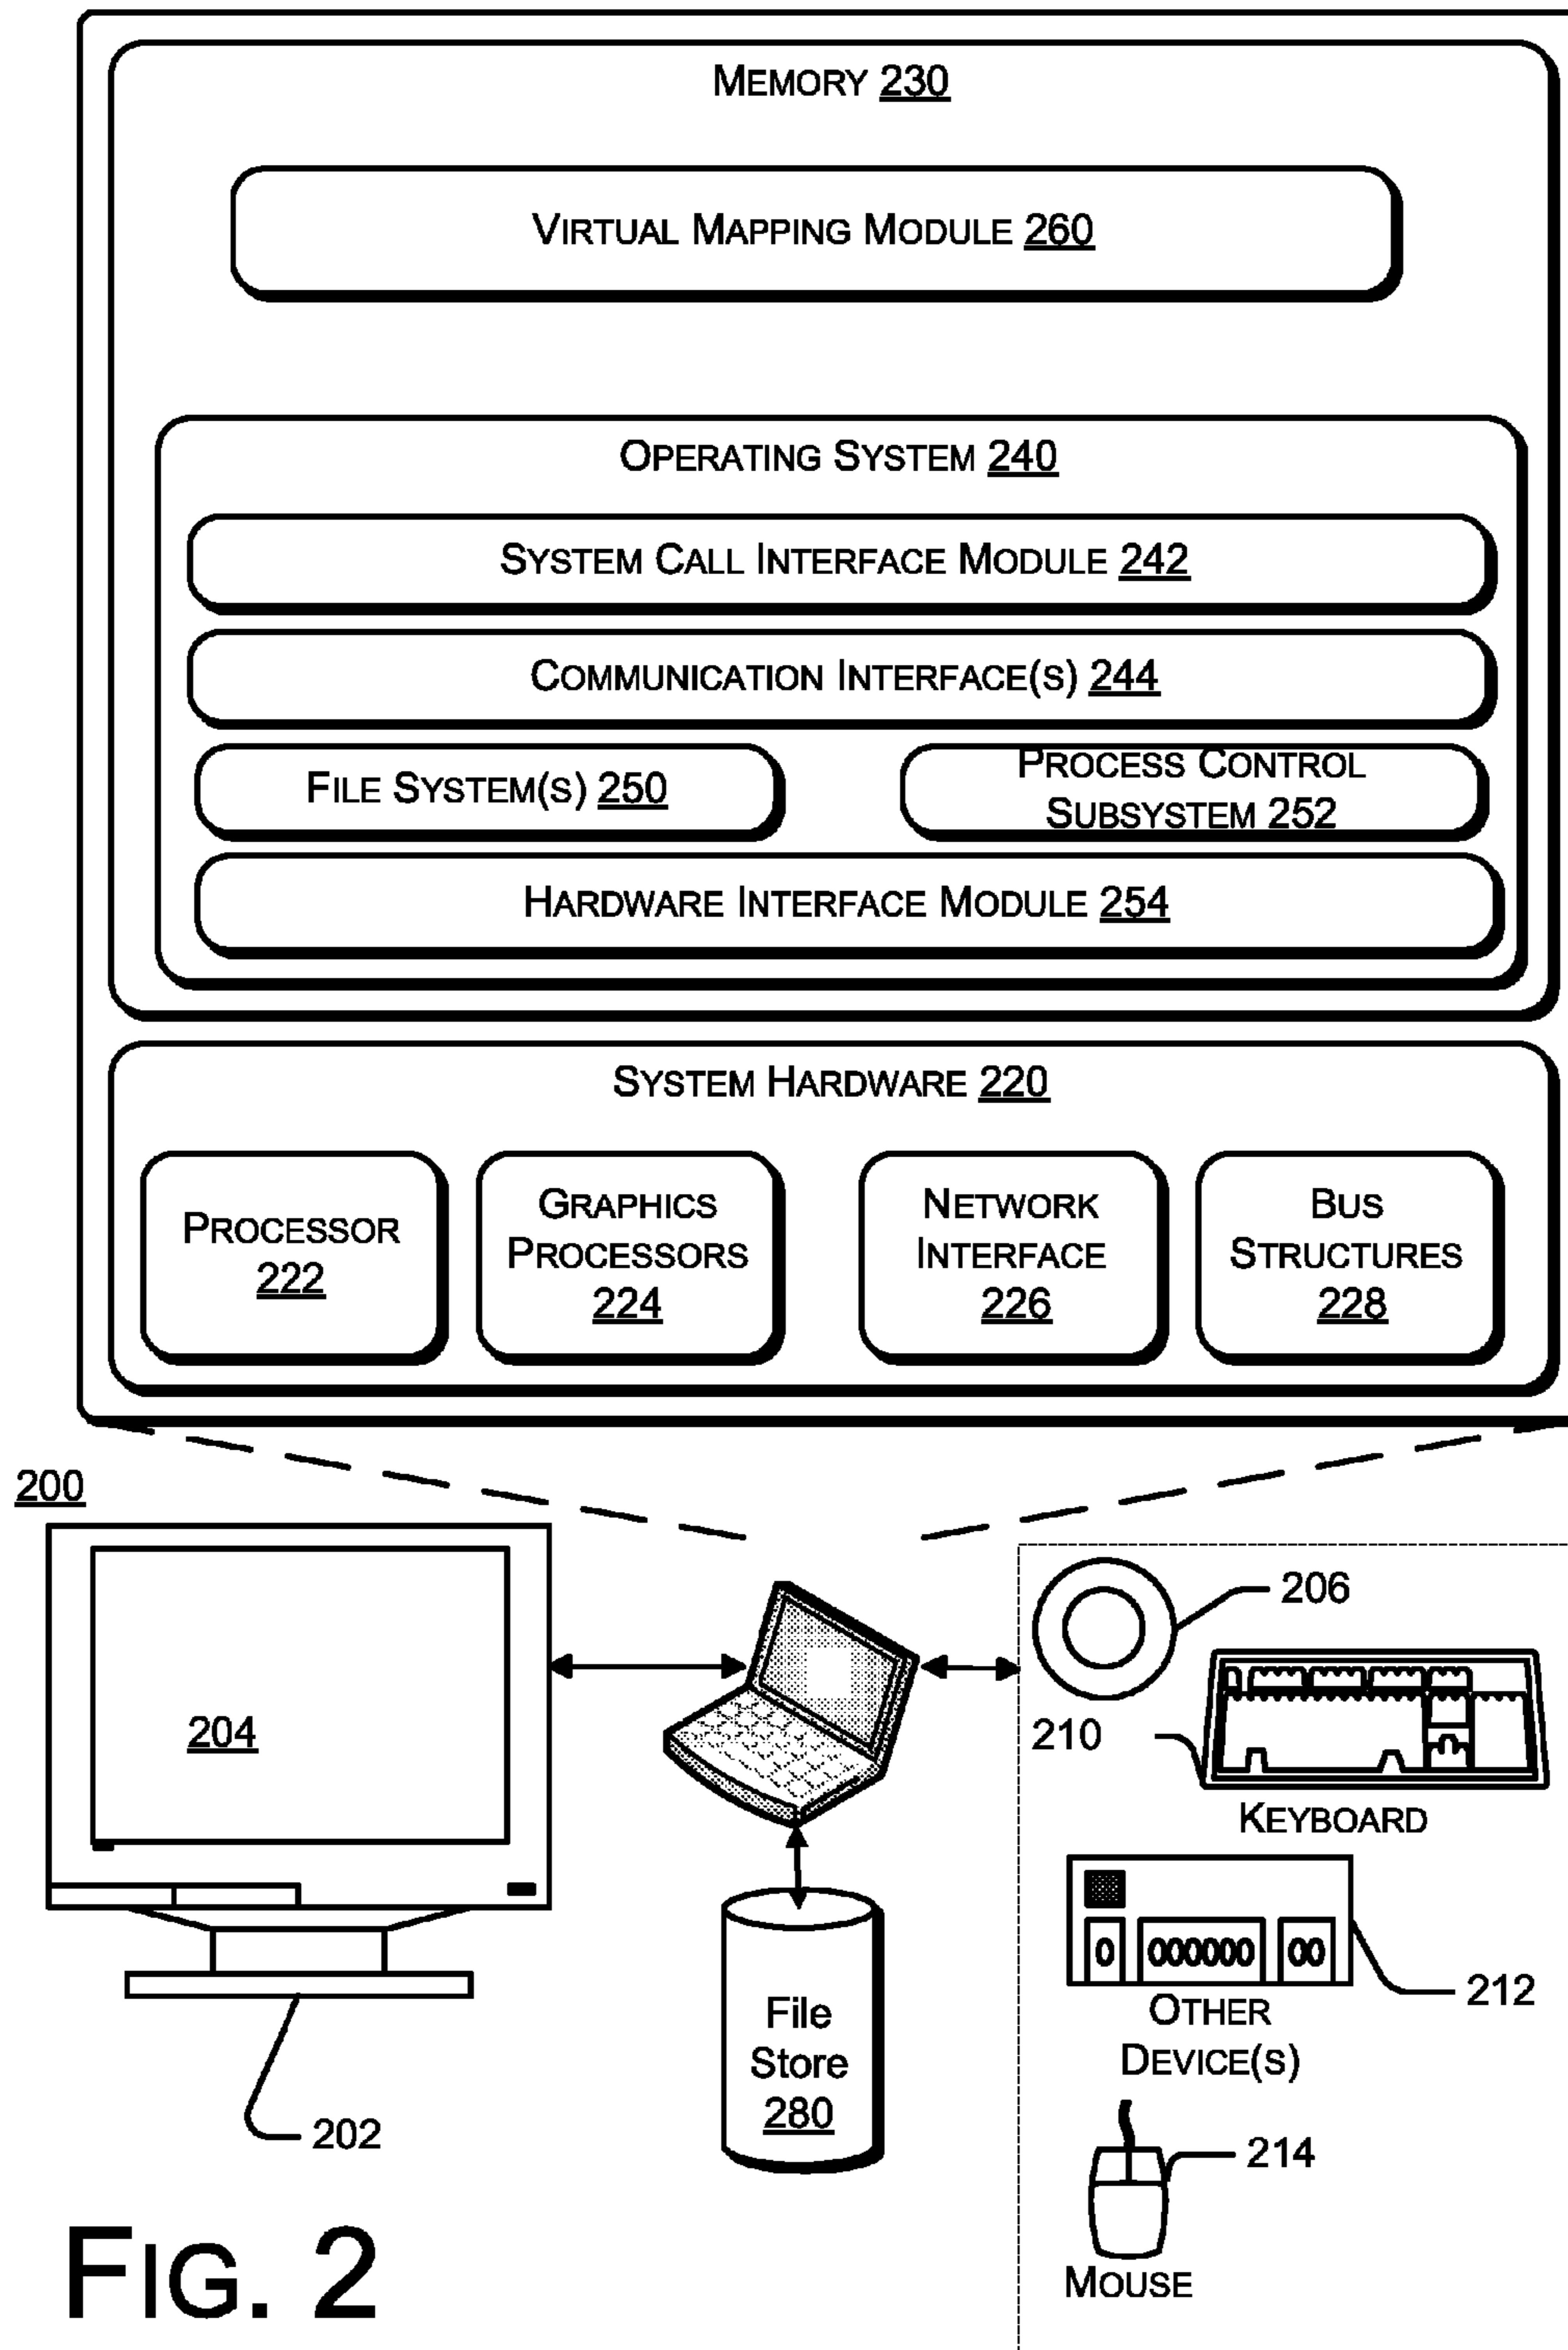 MEMORY 230
VIRTUAL MAPPING MODULE 260
OPERATING SYSTEM 240
SYSTEM CALL INTERFACE MODULE 242
COMMUNICATION INTERFACE(S) 244
FILE SYSTEM(S) 250
PROCESS CONTROL
SUBSYSTEM 252
HARDWARE INTERFACE MODULE 254
SYSTEM HARDWARE 220
PROCESSOR
222
GRAPHICS
PROCESSORS
224
NETWORK
INTERFACE
226
BUS
STRUCTURES
228
200
204
202
File
Store
280
206
210
KEYBOARD
212
OTHER
DEVICE(S)
214
MOUSE
FIG. 2